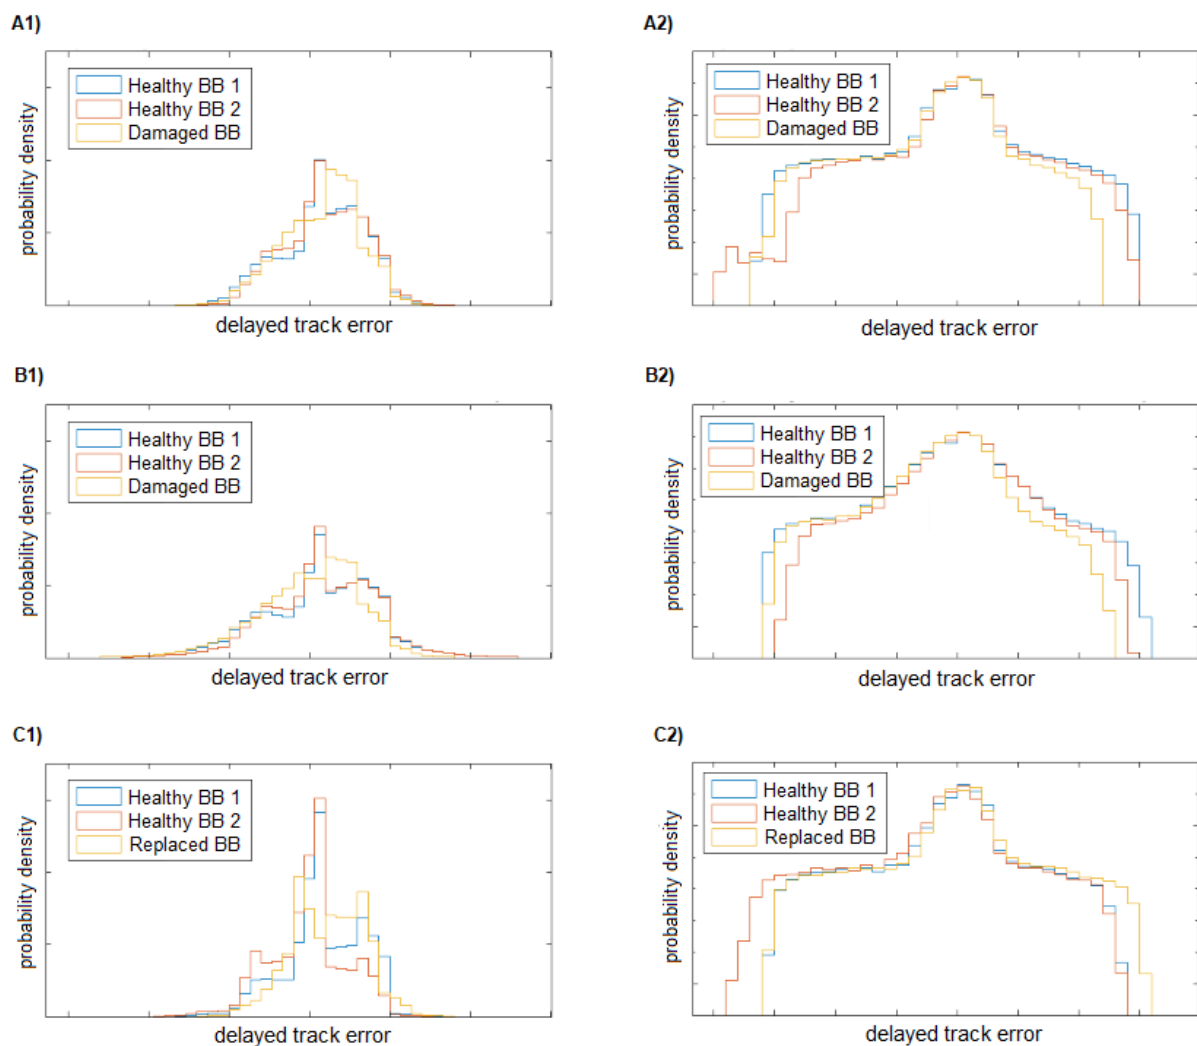 A1)
Healthy BB 1
Healthy BB 2
Damaged BB
probability density
delayed track error
A2)
Healthy BB 1
Healthy BB 2
Damaged BB
probability density
delayed track error
B1)
Healthy BB 1
Healthy BB 2
Damaged BB
probability density
delayed track error
B2)
Healthy BB 1
Healthy BB 2
Damaged BB
probability density
delayed track error
C1)
Healthy BB 1
Healthy BB 2
Replaced BB
probability density
delayed track error
C2)
Healthy BB 1
Healthy BB 2
Replaced BB
probability density
delayed track error